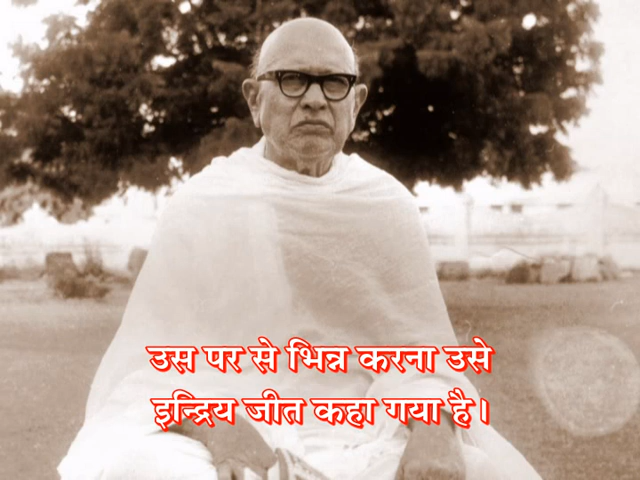 उस पर से भिन्न करना उसे
इन्द्रिय जीत कहा गया है।